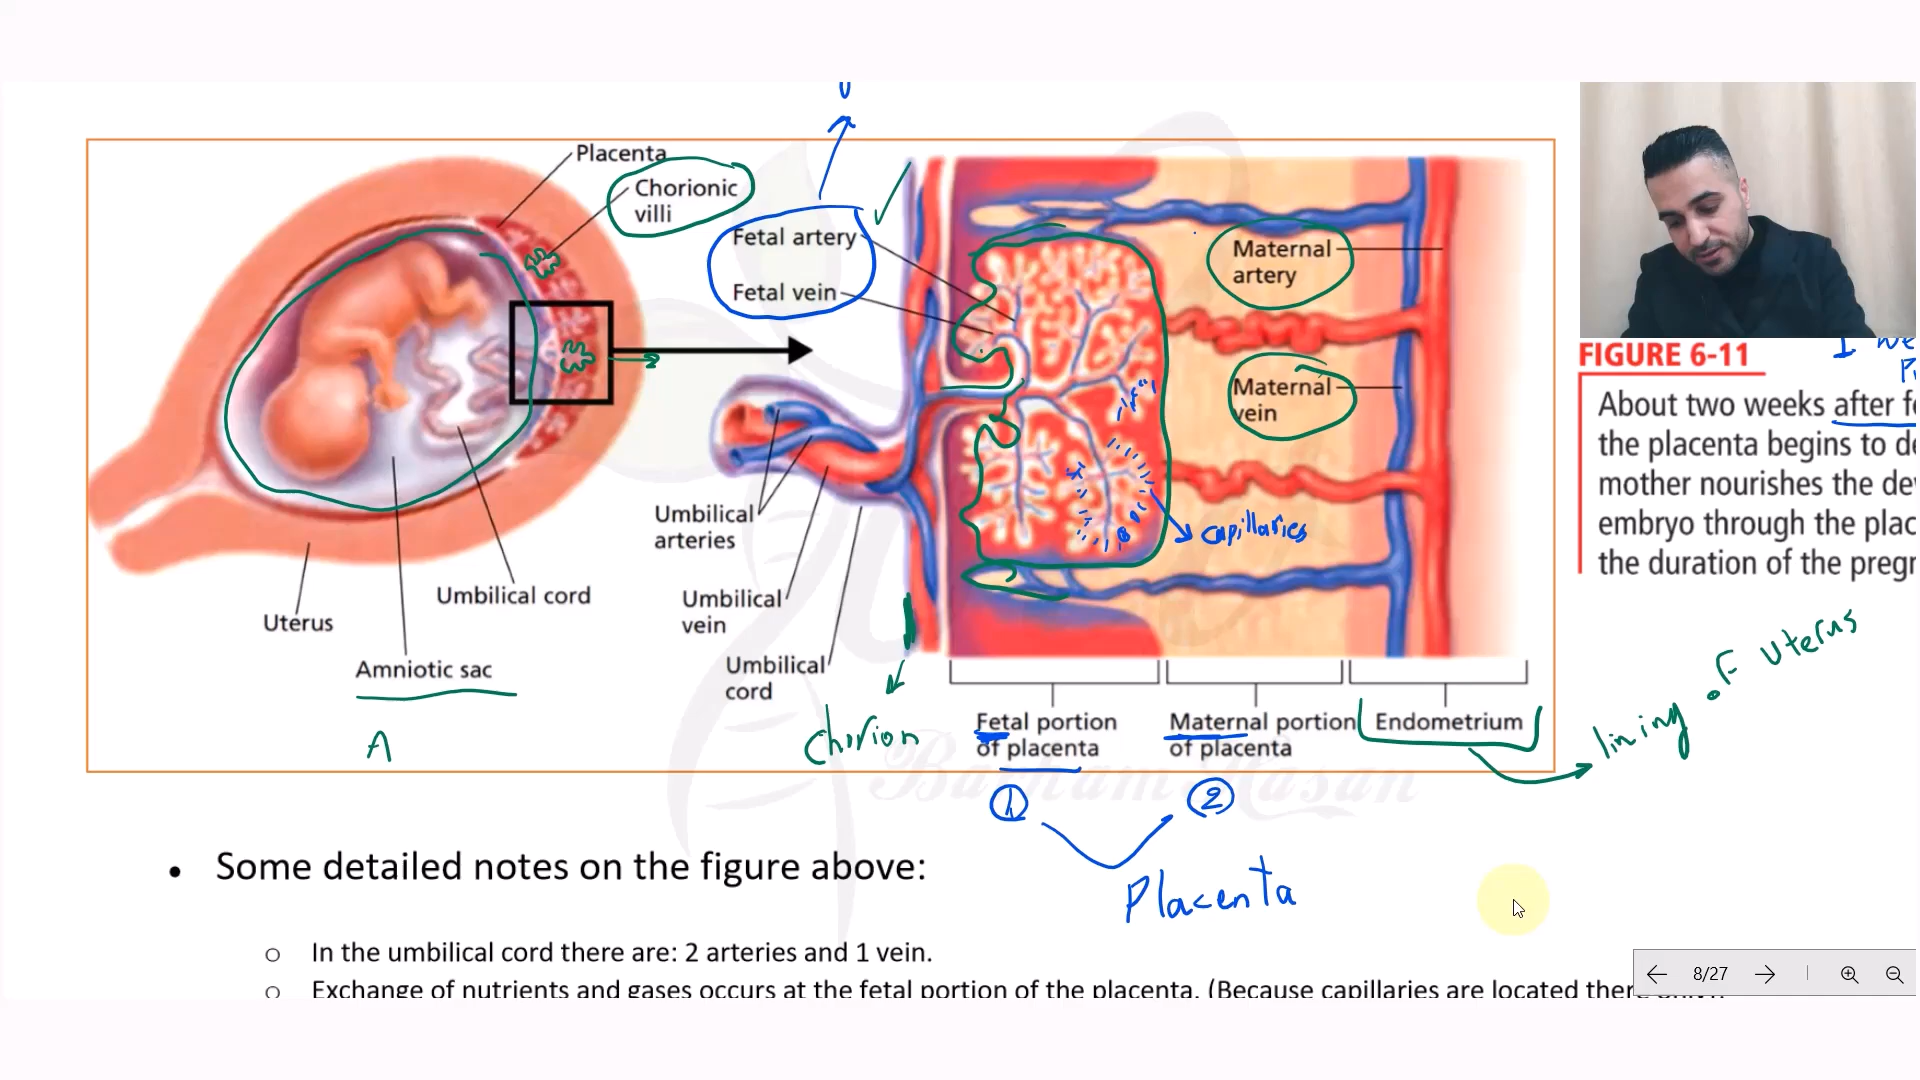 Placenta
Chorionic
villi
Fetal artery
Fetal vein
Maternal
artery
Maternal
vein
capillaries
Umbilical
arteries
Umbilical
vein
Umbilical
cord
Umbilical cord
Uterus
Amniotic sac
A
chorion
Fetal portion
of placenta
Maternal portion
of placenta
Endometrium
lining of uterus
1
2
Placenta
FIGURE 6-11
About two weeks after f
the placenta begins to d
mother nourishes the de
embryo through the plac
the duration of the pregr
Barham Hasan
• Some detailed notes on the figure above:
o In the umbilical cord there are: 2 arteries and 1 vein.
o Exchange of nutrients and gases occurs at the fetal portion of the placenta. (Because capillaries are located there only).
8/27